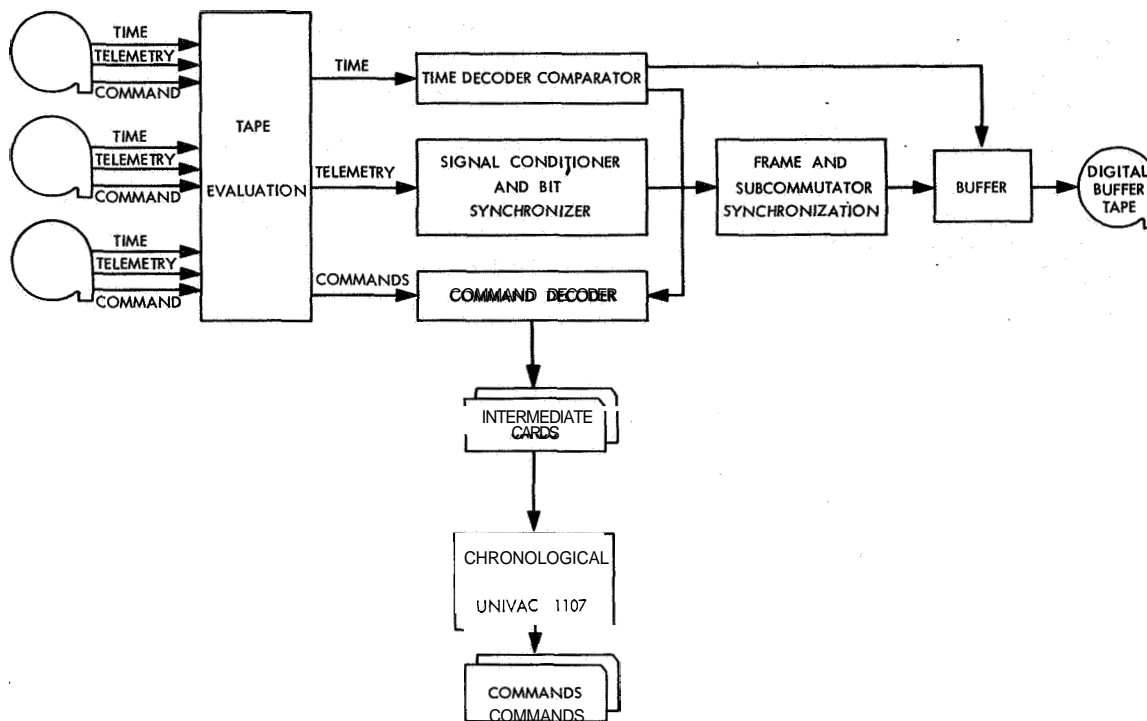 TIME
TELEMETRY
COMMAND
TIME
TELEMETRY
COMMAND
TIME
TELEMETRY
COMMAND
TAPE
EVALUATION
TIME
TELEMETRY
COMMANDS
TIME DECODER COMPARATOR
SIGNAL CONDITIONER
AND BIT
SYNCHRONIZER
COMMAND DECODER
FRAME AND
SUBCOMMUTATOR
SYNCHRONIZATION
BUFFER
DIGITAL
BUFFER
TAPE
INTERMEDIATE
CARDS
CHRONOLOGICAL
UNIVAC 1107
COMMANDS
COMMANDS